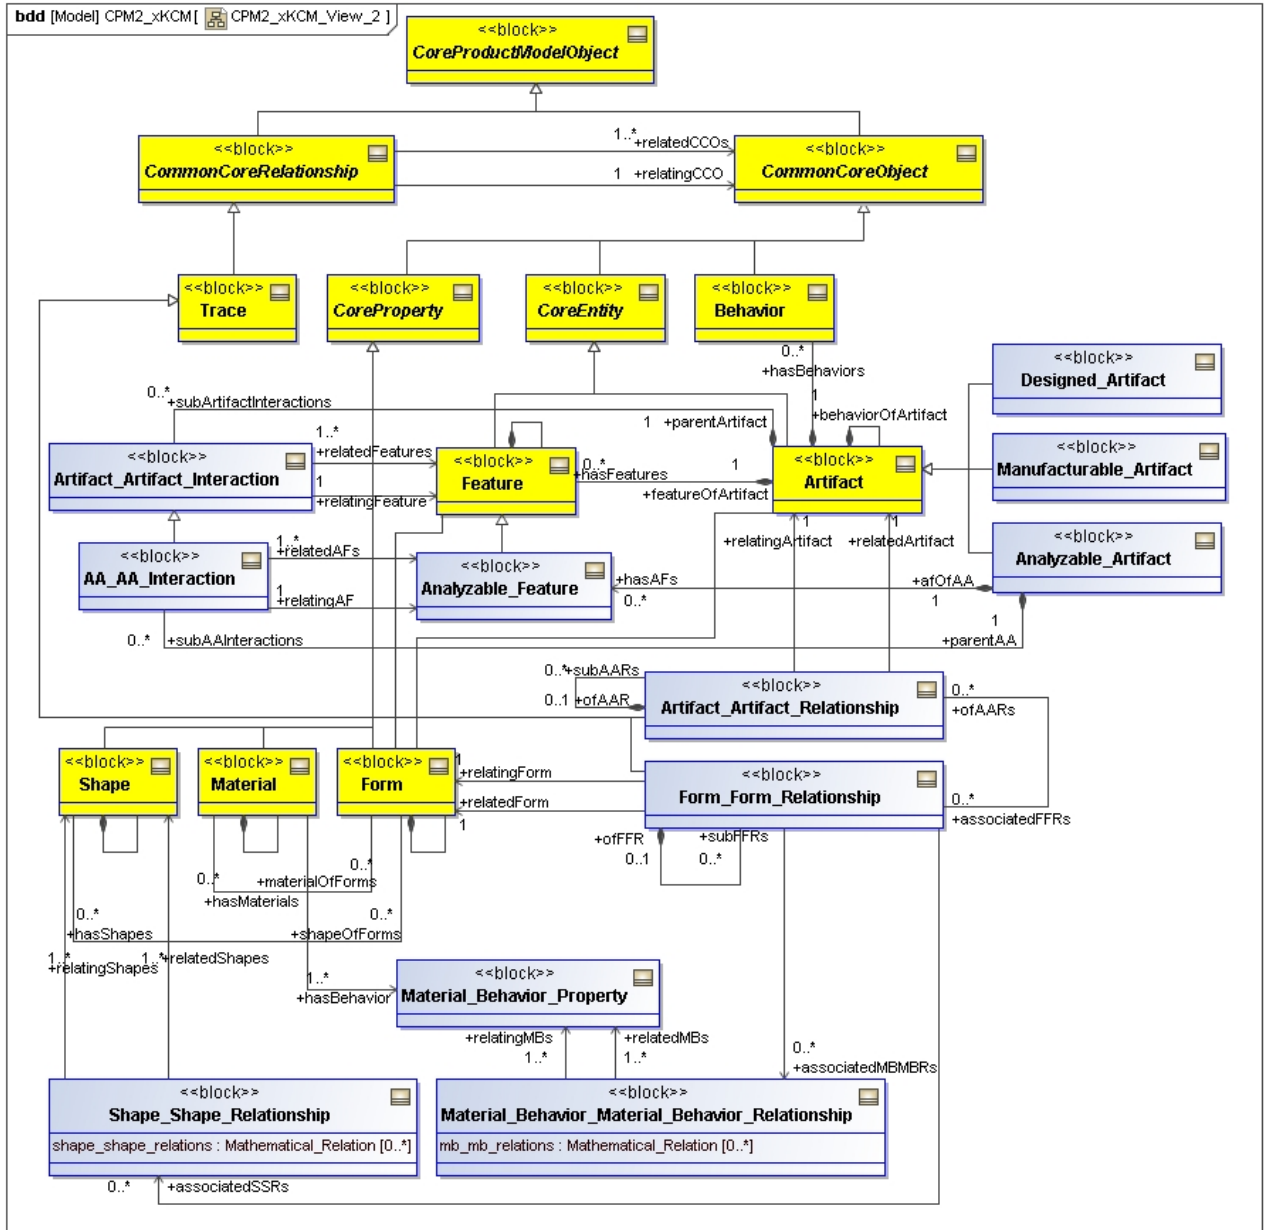 bdd [Model] CPM2_xKCM [ CPM2_xKCM_View_2 ]
<<block>>
CoreProductModelObject
<<block>>
CommonCoreRelationship
1..*
+relatedCCOs
1 +relatingCCO
<<block>>
CommonCoreObject
<<block>>
Trace
<<block>>
CoreProperty
<<block>>
CoreEntity
<<block>>
Behavior
0..*
+hasBehaviors
1
+behaviorOfArtifact
<<block>>
Designed_Artifact
<<block>>
Manufacturable_Artifact
<<block>>
Analyzable_Artifact
0..*
+subArtifactInteractions
1 +parentArtifact
<<block>>
Artifact_Artifact_Interaction
1..*
+relatedFeatures
1
+relatingFeature
<<block>>
Feature
0..*
+hasFeatures
1
+featureOfArtifact
<<block>>
Artifact
<<block>>
AA_AA_Interaction
1..*
+relatedAFs
1
+relatingAF
<<block>>
Analyzable_Feature
+hasAFs
0..*
+afOfAA
1
1
+relatingArtifact
1
+relatedArtifact
0..* +subAAInteractions
1
+parentAA
0..*
+subAARs
0..1 +ofAAR
<<block>>
Artifact_Artifact_Relationship
0..*
+ofAARs
<<block>>
Shape
<<block>>
Material
<<block>>
Form
1
+relatingForm
+relatedForm
1
<<block>>
Form_Form_Relationship
0..*
+associatedFFRs
+ofFFR
0..1
+subFFRs
0..*
0..*
+materialOfForms
0..*
+hasMaterials
0..*
+hasShapes
0..*
+shapeOfForms
1..*
+relatingShapes
1..*
+relatedShapes
1..*
+hasBehavior
<<block>>
Material_Behavior_Property
+relatingMBs
1..*
+relatedMBs
1..*
0..*
+associatedMBMBRs
<<block>>
Shape_Shape_Relationship
shape_shape_relations : Mathematical_Relation [0..*]
<<block>>
Material_Behavior_Material_Behavior_Relationship
mb_mb_relations : Mathematical_Relation [0..*]
0..* +associatedSSRs